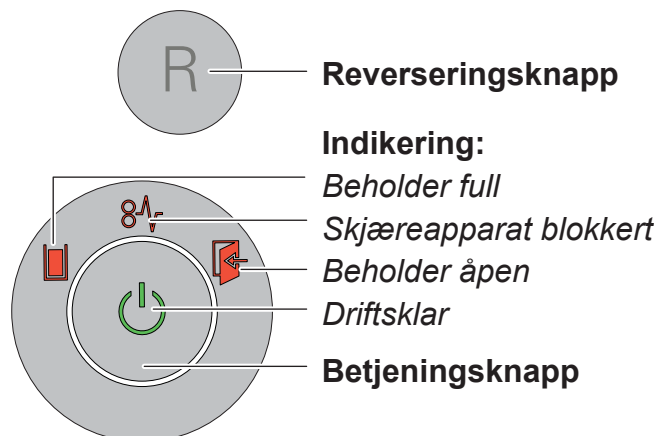 R
Reverseringsknapp
Indikering:
Beholder full
Skjæreapparat blokkert
Beholder åpen
Driftsklar
Betjeningsknapp